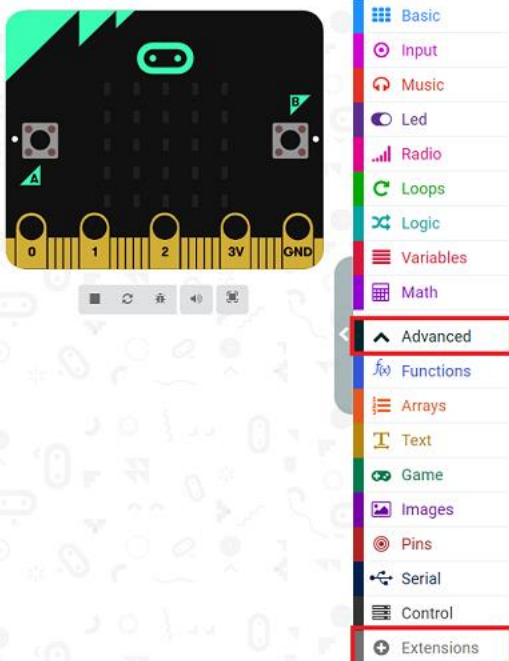 B
A
0 1 2 3V GND
Basic
Input
Music
Led
Radio
Loops
Logic
Variables
Math
Advanced
f(x) Functions
Arrays
Text
Game
Images
Pins
Serial
Control
Extensions